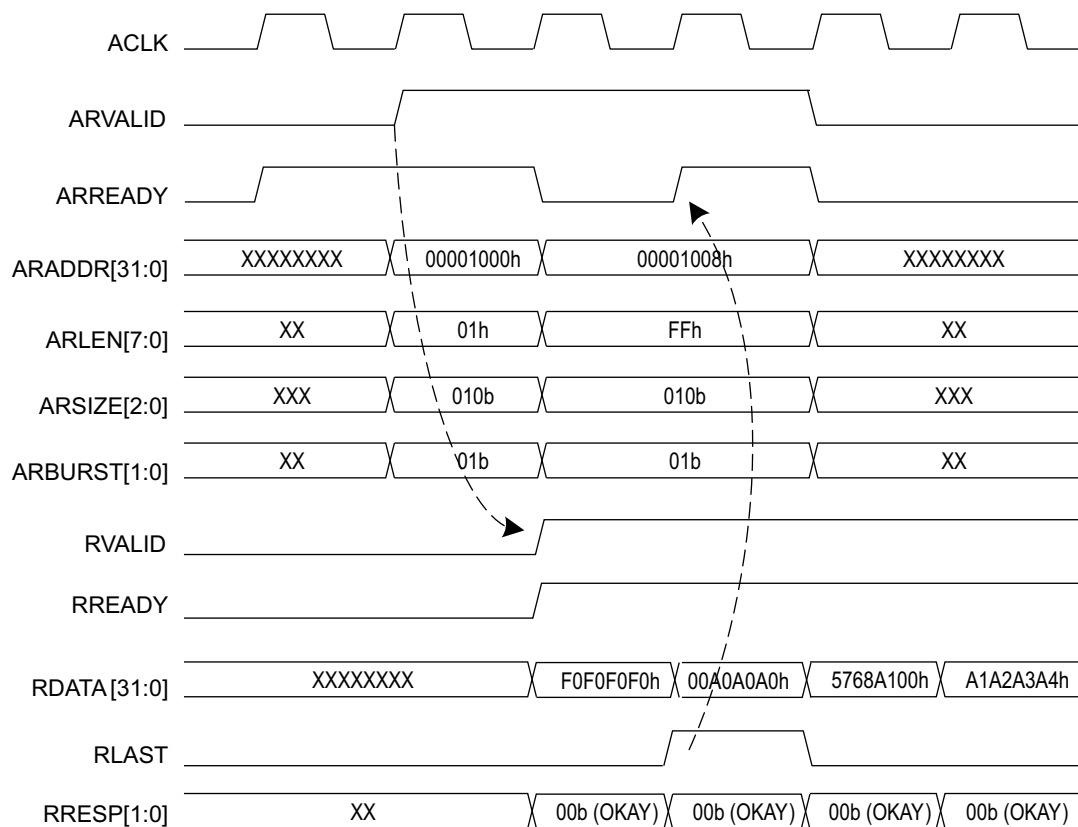 ACLK
ARVALID
ARREADY
ARADDR[31:0] XXXXXXXX 00001000h 00001008h XXXXXXXX
ARLEN[7:0] XX 01h FFh XX
ARSIZE[2:0] XXX 010b 010b XXX
ARBURST[1:0] XX 01b 01b XX
RVALID
RREADY
RDATA [31:0] XXXXXXXX F0F0F0F0h 00A0A0A0h 5768A100h A1A2A3A4h
RLAST
RRESP[1:0] XX 00b (OKAY) 00b (OKAY) 00b (OKAY) 00b (OKAY)